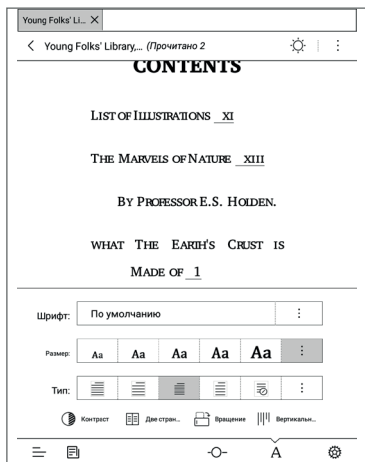 Young Folks' Li...
Young Folks' Library,... (Прочитано 2
CONTENTS
LIST OF ILLUSTRATIONS XI
THE MARVELS OF NATURE XIII
BY PROFESSOR E.S. HOLDEN.
WHAT THE EARTH'S CRUST IS
MADE OF 1
Шрифт: По умолчанию
Размер: Aa Aa Aa Aa Aa
Тип:
Контраст Две стран... Вращение Вертикальн...
A